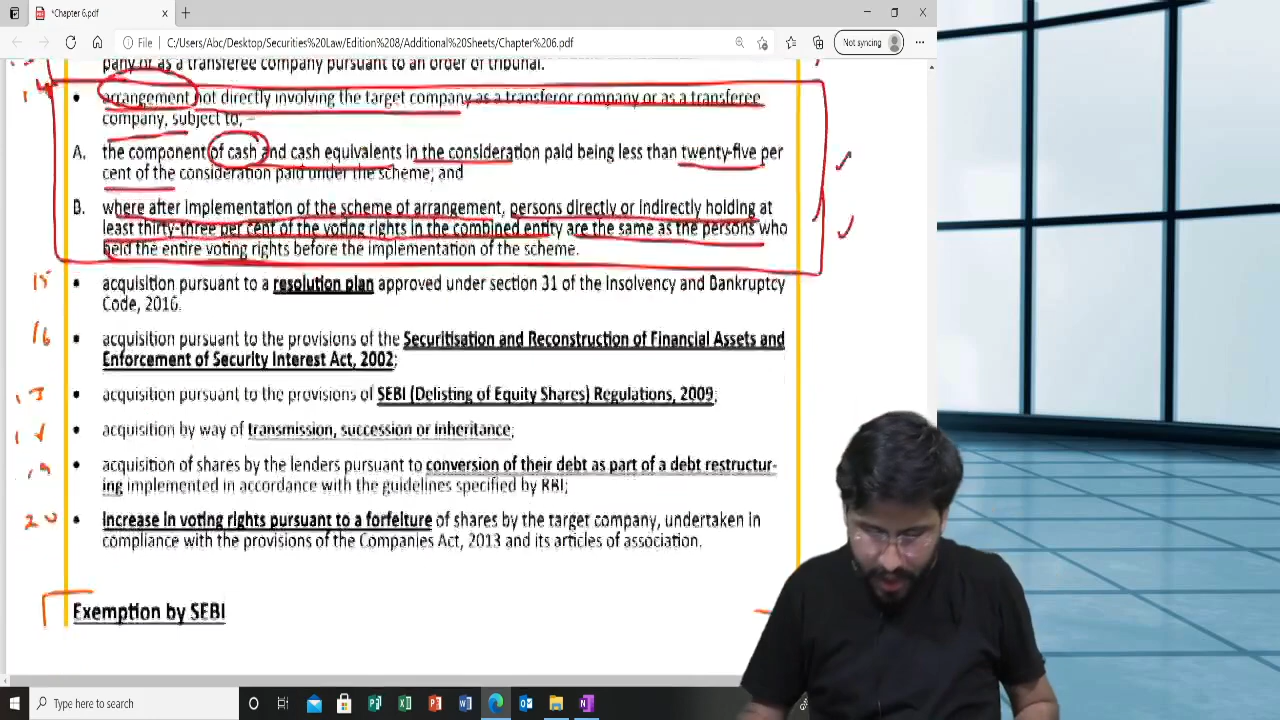 *Chapter 6.pdf
File
C:/Users/Abc/Desktop/Securities%20Law/Edition%208/Additional%20Sheets/Chapter%206.pdf
Not syncing
pany or as a transferee company pursuant to an order of tribunal.
14
• arrangement not directly involving the target company as a transferor company or as a transferee
company, subject to, –
A. the component of cash and cash equivalents in the consideration paid being less than twenty-five per
cent of the consideration paid under the scheme; and
B. where after implementation of the scheme of arrangement, persons directly or indirectly holding at
least thirty-three per cent of the voting rights in the combined entity are the same as the persons who
held the entire voting rights before the implementation of the scheme.
15 • acquisition pursuant to a resolution plan approved under section 31 of the Insolvency and Bankruptcy
Code, 2016.
16 • acquisition pursuant to the provisions of the Securitisation and Reconstruction of Financial Assets and
Enforcement of Security Interest Act, 2002;
17 • acquisition pursuant to the provisions of SEBI (Delisting of Equity Shares) Regulations, 2009;
18 • acquisition by way of transmission, succession or inheritance;
19 • acquisition of shares by the lenders pursuant to conversion of their debt as part of a debt restructur-
ing implemented in accordance with the guidelines specified by RBI;
20 • Increase in voting rights pursuant to a forfeiture of shares by the target company, undertaken in
compliance with the provisions of the Companies Act, 2013 and its articles of association.
Exemption by SEBI
Type here to search